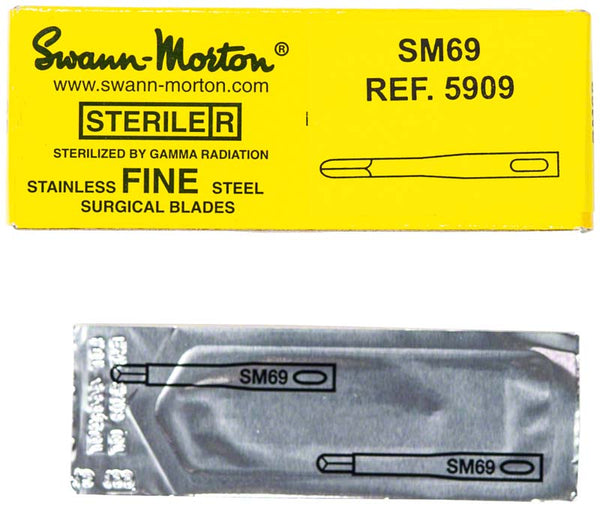 Swann-Morton®
www.swann-morton.com
STERILE R
STERILIZED BY GAMMA RADIATION
STAINLESS FINE STEEL
SURGICAL BLADES
SM69
REF. 5909
SM69
SM69